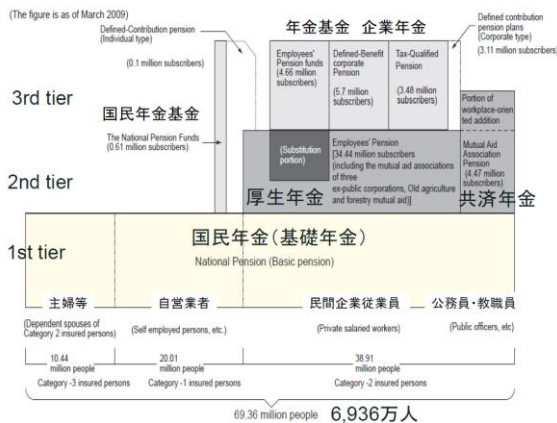 (The figure is as of March 2009)
Defined-Contribution pension
(Individual type)
(0.1 million subscribers)
年金基金 企業年金
Defined contribution
pension plans
(Corporate type)
(3.11 million subscribers)
Employees'
Pension funds
(4.66 million
subscribers)
Defined-Benefit
corporate
Pension
(5.7 million
subscribers)
Tax-Qualified
Pension
(3.48 million
subscribers)
3rd tier
国民年金基金
The National Pension Funds
(0.61 million subscribers)
Portion of
workplace-orien
ted addition
(Substitution
portion)
Employees' Pension
[34.44 million subscribers
(including the mutual aid associations
of three
ex-public corporations, Old agriculture
and forestry mutual aid)]
Mutual Aid
Association
Pension
(4.47 million
subscribers)
2nd tier
厚生年金
共済年金
1st tier
国民年金(基礎年金)
National Pension (Basic pension)
主婦等
自営業者
民間企業従業員
公務員・教職員
(Dependent spouses of
Category 2 insured persons)
(Self employed persons, etc.)
(Private salaried workers)
(Public officers, etc)
10.44
million people
20.01
million people
38.91
million people
Category -3 insured persons
Category -1 insured persons
Category -2 insured persons
69.36 million people 6,936万人